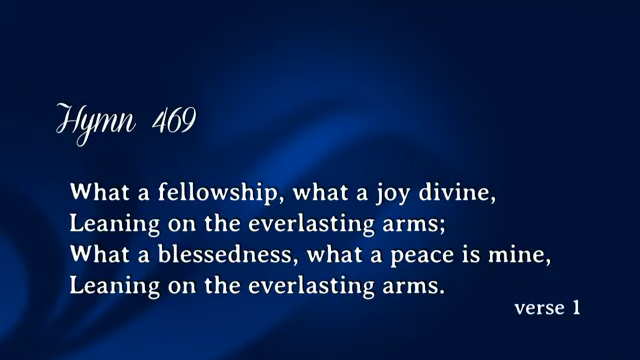 Hymn 469
What a fellowship, what a joy divine,
Leaning on the everlasting arms;
What a blessedness, what a peace is mine,
Leaning on the everlasting arms.
verse 1